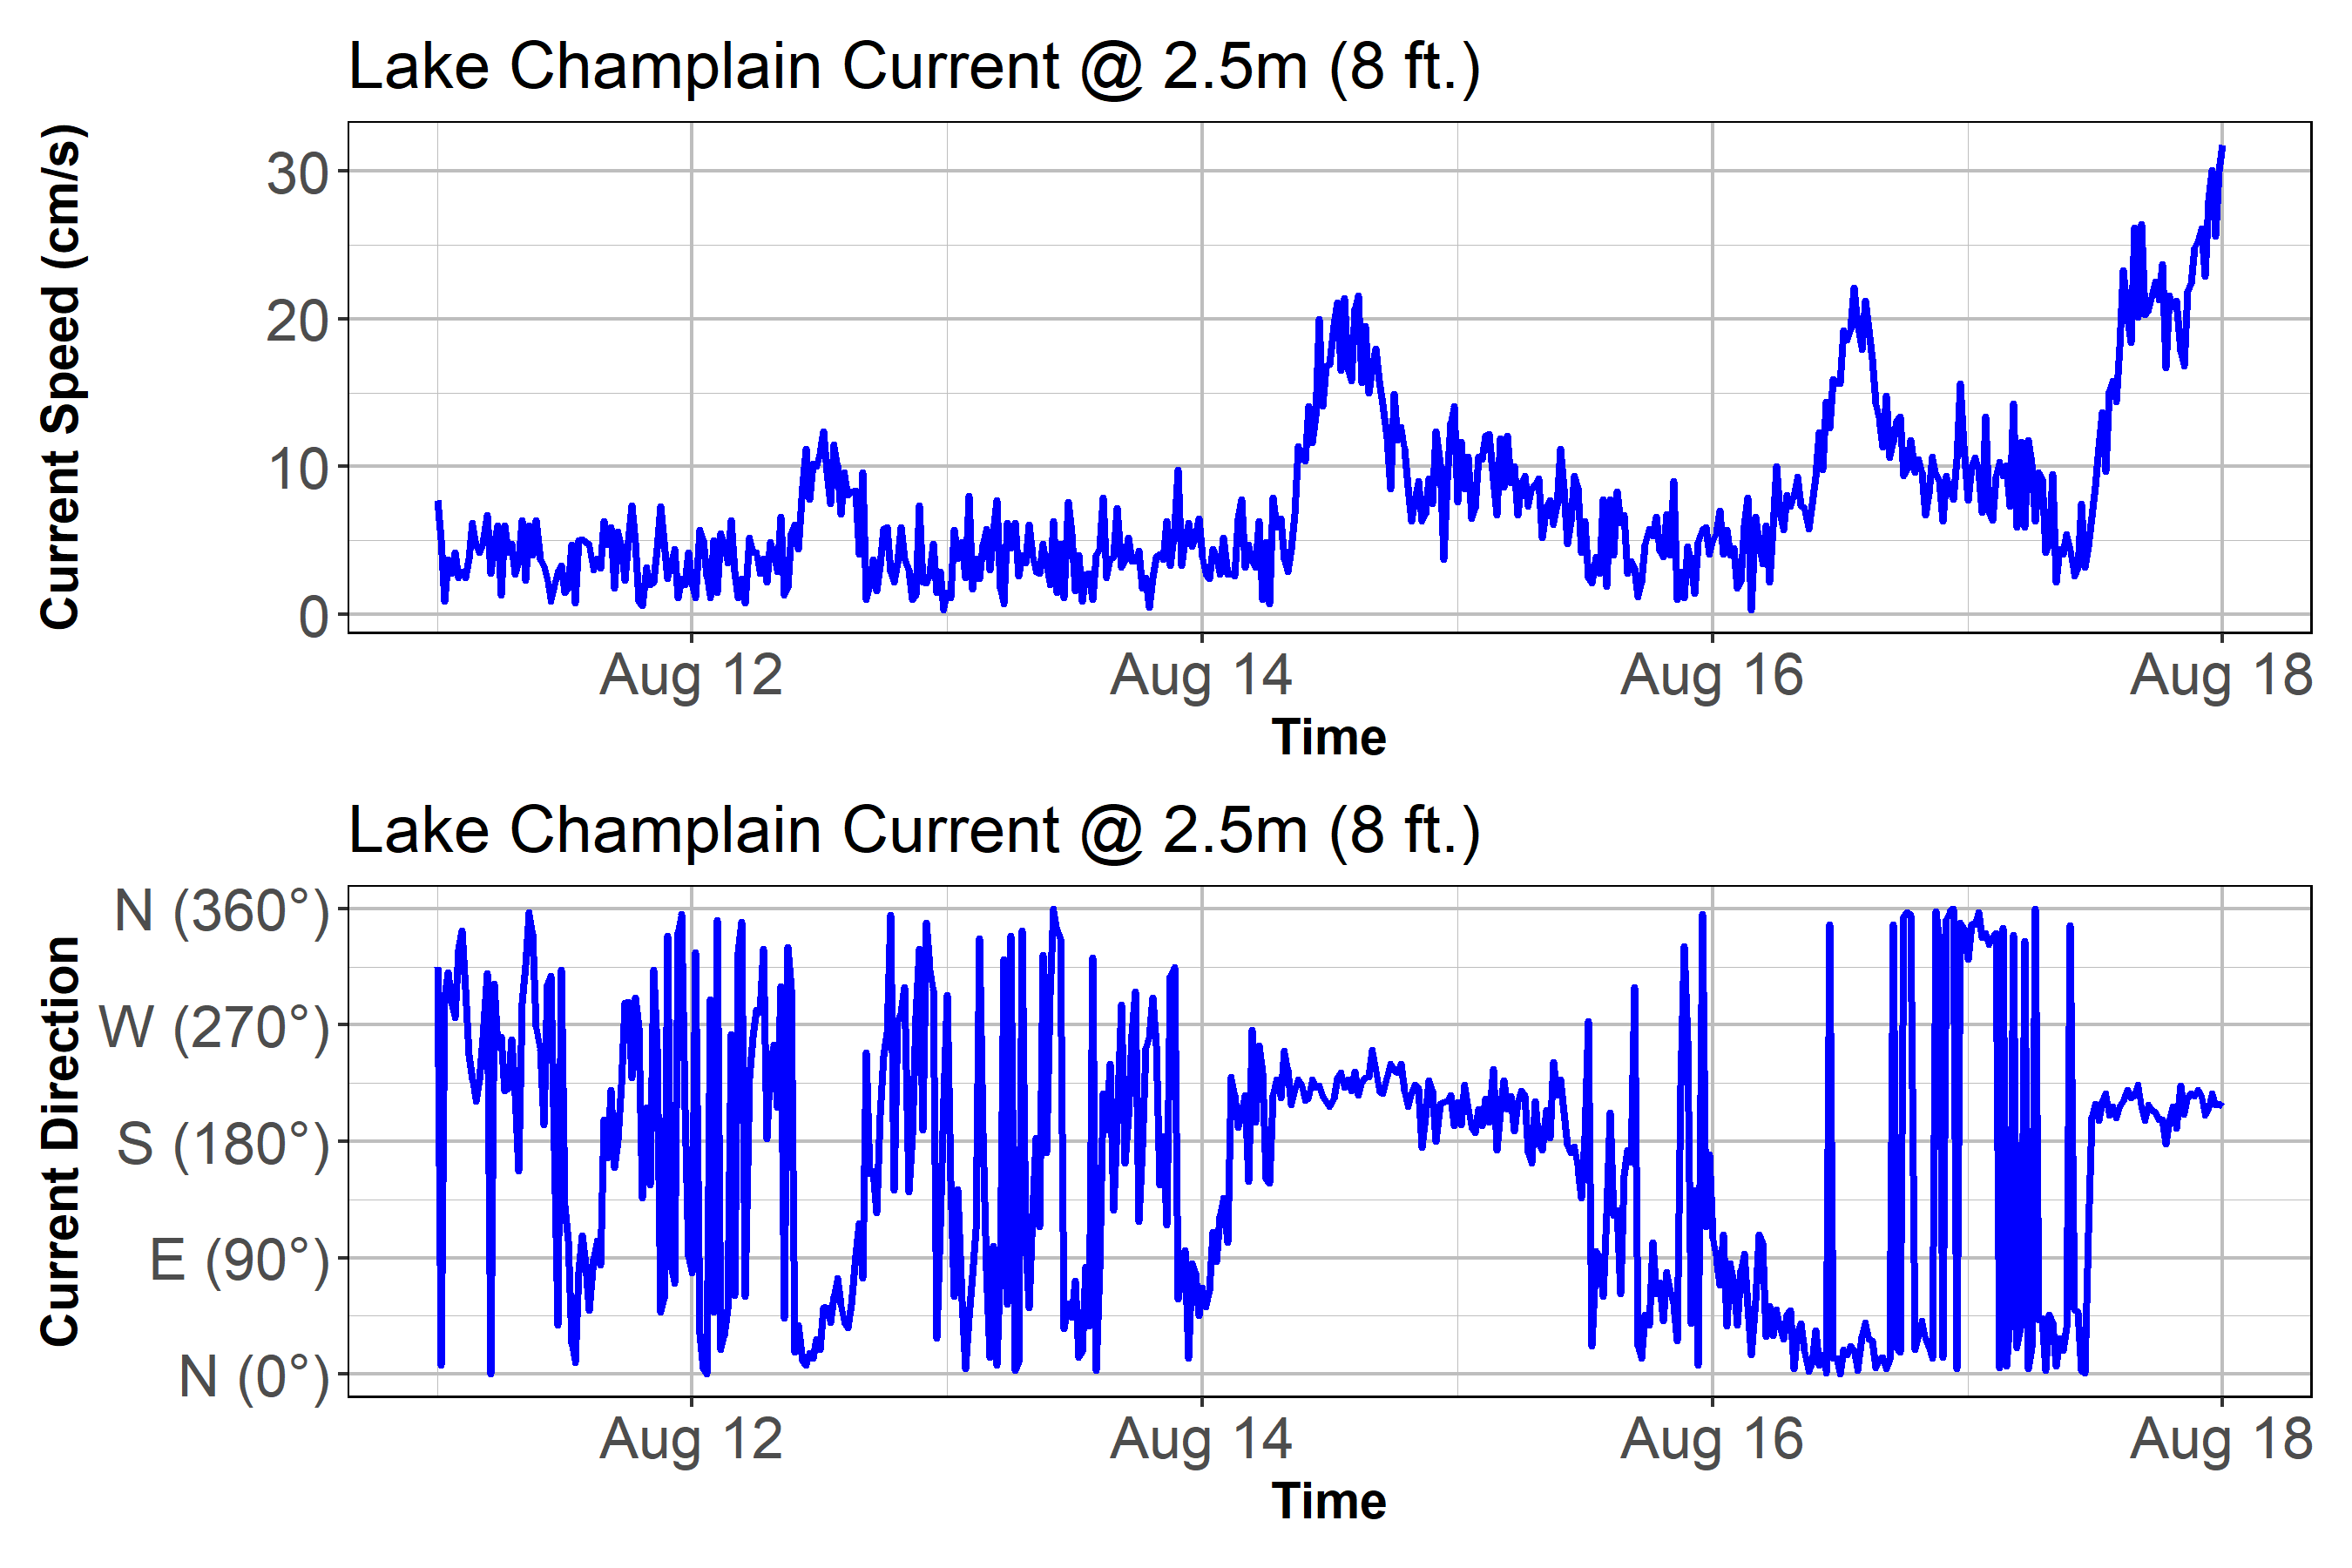 Lake Champlain Current @ 2.5m (8 ft.)
Current Speed (cm/s)
30
20
10
0
Aug 12 Aug 14 Aug 16 Aug 18
Time
Lake Champlain Current @ 2.5m (8 ft.)
Current Direction
N (360°)
W (270°)
S (180°)
E (90°)
N (0°)
Aug 12 Aug 14 Aug 16 Aug 18
Time